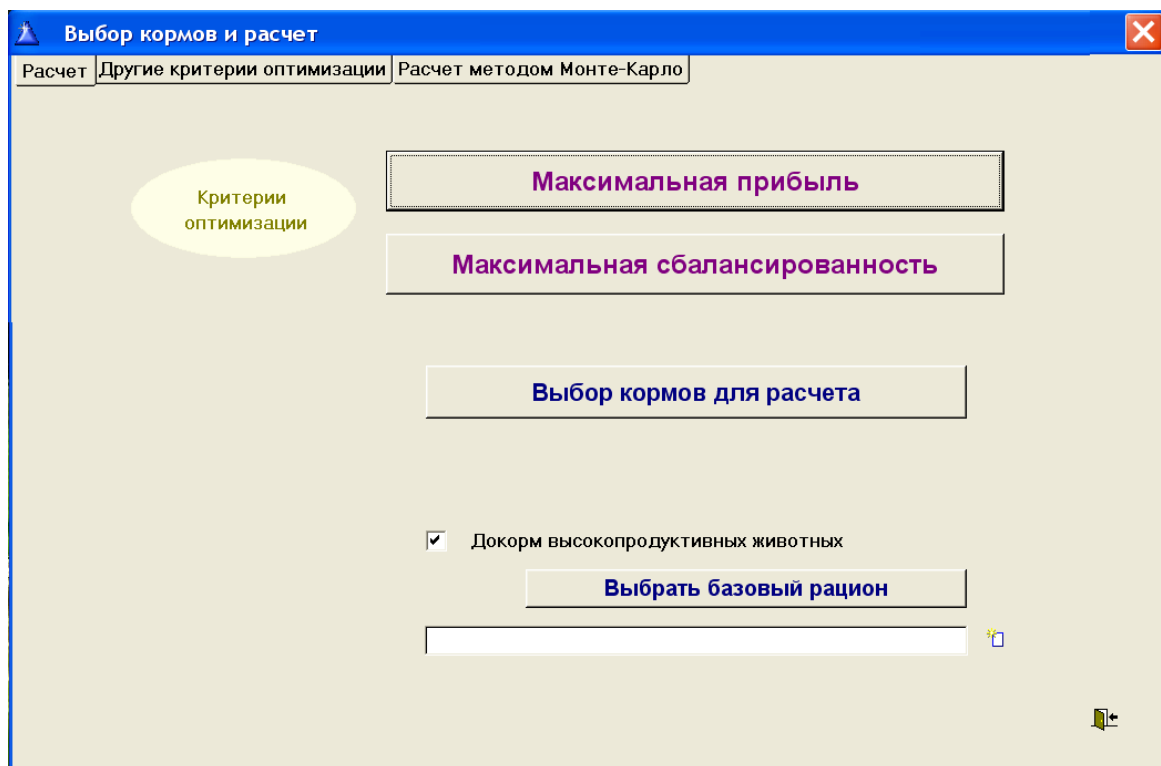 Выбор кормов и расчет
Расчет Другие критерии оптимизации Расчет методом Монте-Карло
Критерии
оптимизации
Максимальная прибыль
Максимальная сбалансированность
Выбор кормов для расчета
Докорм высокопродуктивных животных
Выбрать базовый рацион